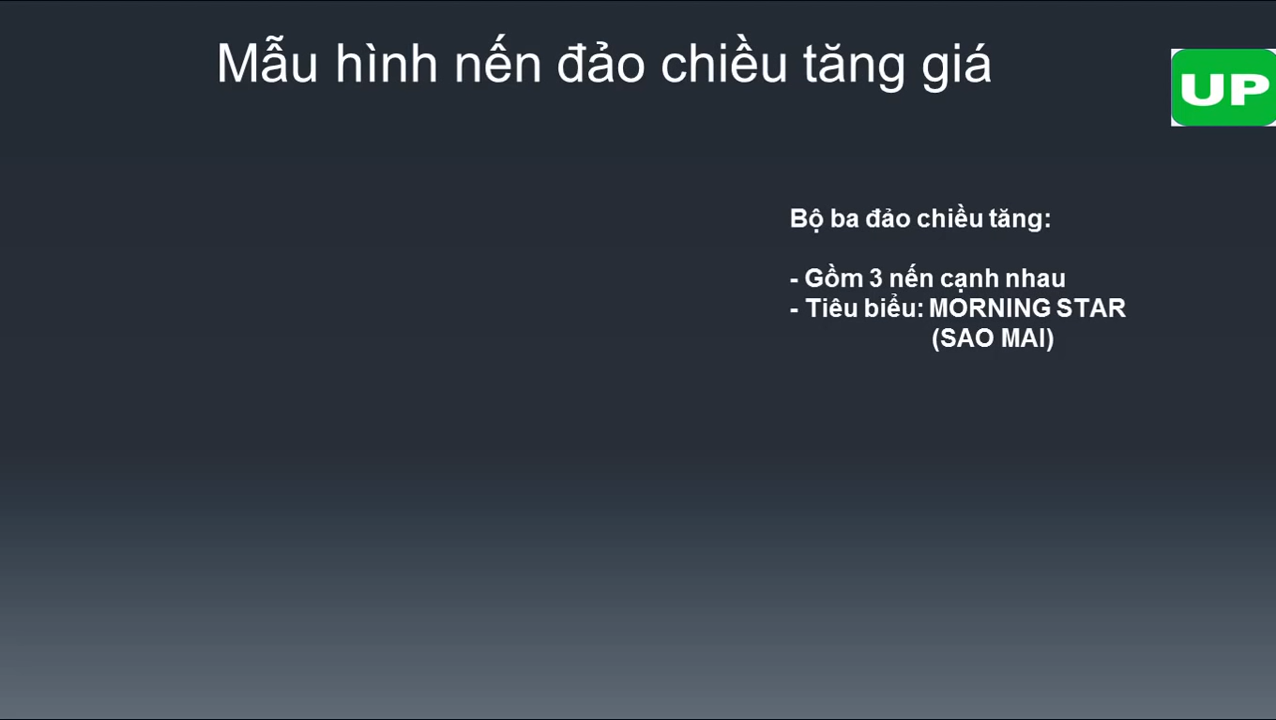 Mẫu hình nến đảo chiều tăng giá
UP
Bộ ba đảo chiều tăng:
- Gồm 3 nến cạnh nhau
- Tiêu biểu: MORNING STAR
(SAO MAI)